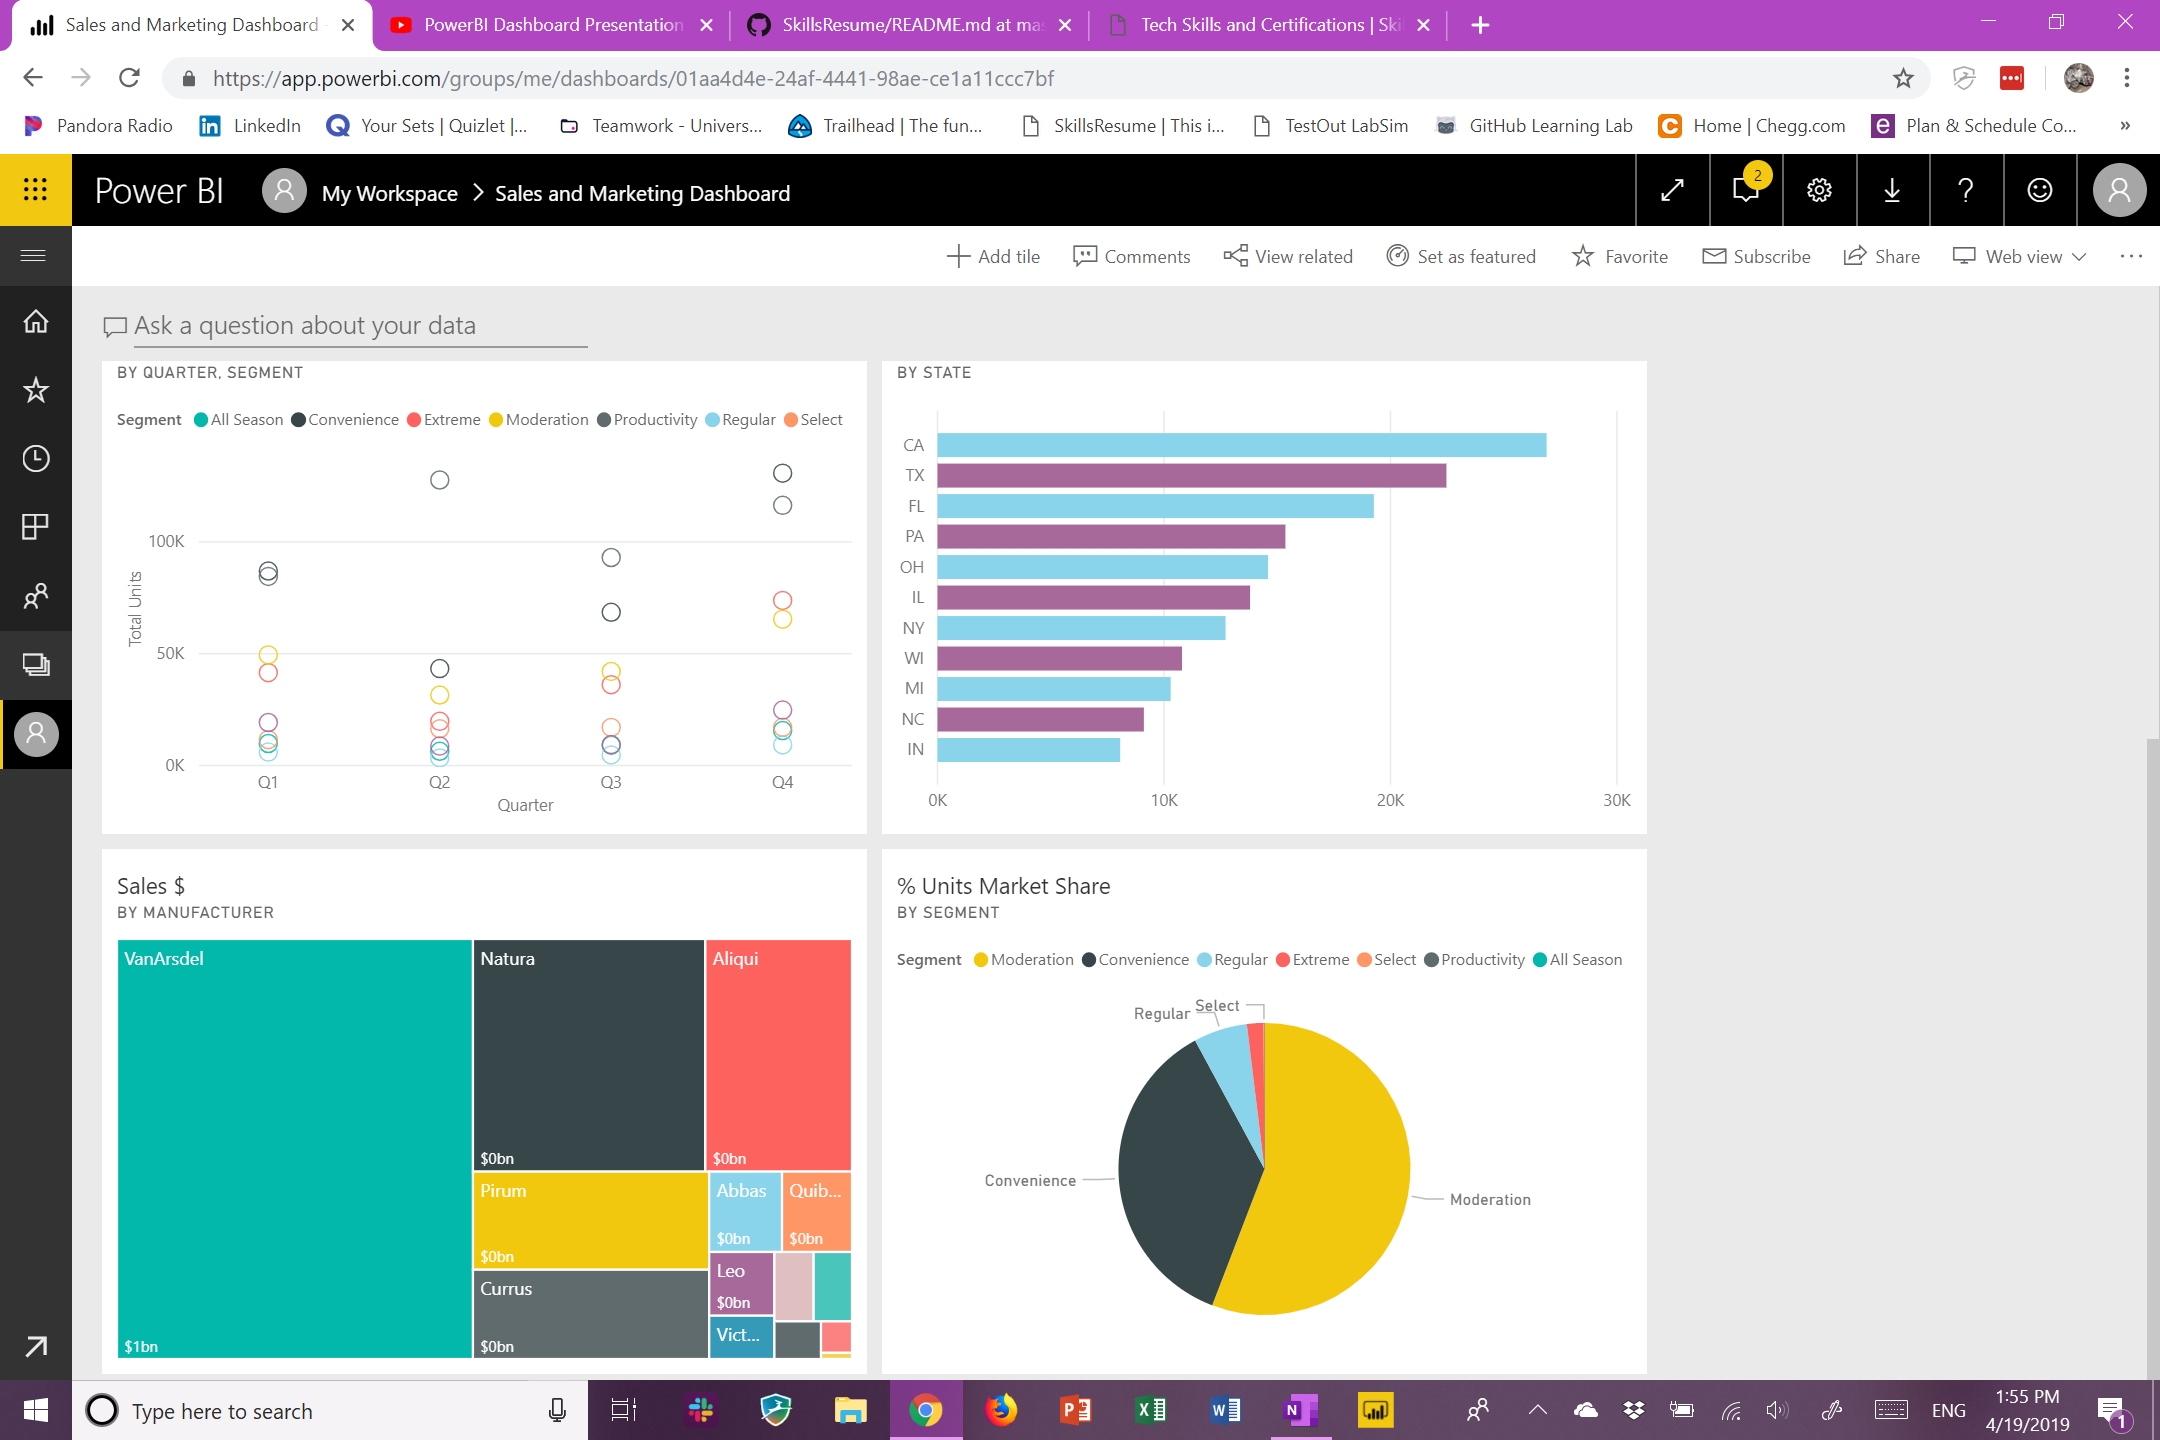 Sales and Marketing Dashboard
PowerBI Dashboard Presentation
SkillsResume/README.md at mas
Tech Skills and Certifications | Ski
https://app.powerbi.com/groups/me/dashboards/01aa4d4e-24af-4441-98ae-ce1a11ccc7bf
Pandora Radio LinkedIn Your Sets | Quizlet |... Teamwork - Univers... Trailhead | The fun... SkillsResume | This i... TestOut LabSim GitHub Learning Lab Home | Chegg.com Plan & Schedule Co... »
Power BI My Workspace > Sales and Marketing Dashboard 2
Add tile Comments View related Set as featured Favorite Subscribe Share Web view ...
Ask a question about your data
BY QUARTER, SEGMENT
Segment All Season Convenience Extreme Moderation Productivity Regular Select
100K
50K
0K
Total Units
Q1 Q2 Q3 Q4
Quarter
BY STATE
CA
TX
FL
PA
OH
IL
NY
WI
MI
NC
IN
0K 10K 20K 30K
Sales $
BY MANUFACTURER
VanArsdel
$1bn
Natura
$0bn
Aliqui
$0bn
Pirum
$0bn
Currus
$0bn
Abbas
$0bn
Quib...
$0bn
Leo
$0bn
Vict...
% Units Market Share
BY SEGMENT
Segment Moderation Convenience Regular Extreme Select Productivity All Season
Regular Select
Convenience
Moderation
Type here to search
ENG
1:55 PM
4/19/2019
1